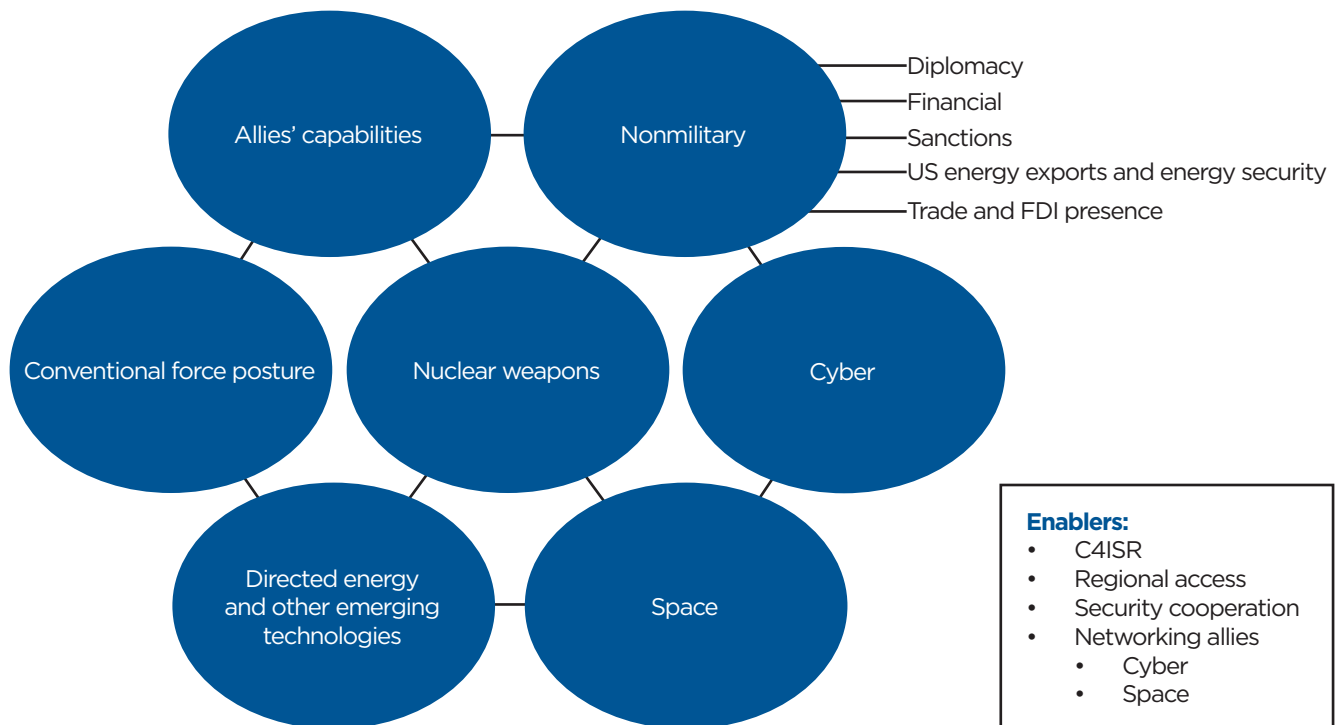 Allies’ capabilities
Nonmilitary
Diplomacy
Financial
Sanctions
US energy exports and energy security
Trade and FDI presence
Conventional force posture
Nuclear weapons
Cyber
Directed energy
and other emerging
technologies
Space
Enablers:
• C4ISR
• Regional access
• Security cooperation
• Networking allies
• Cyber
• Space